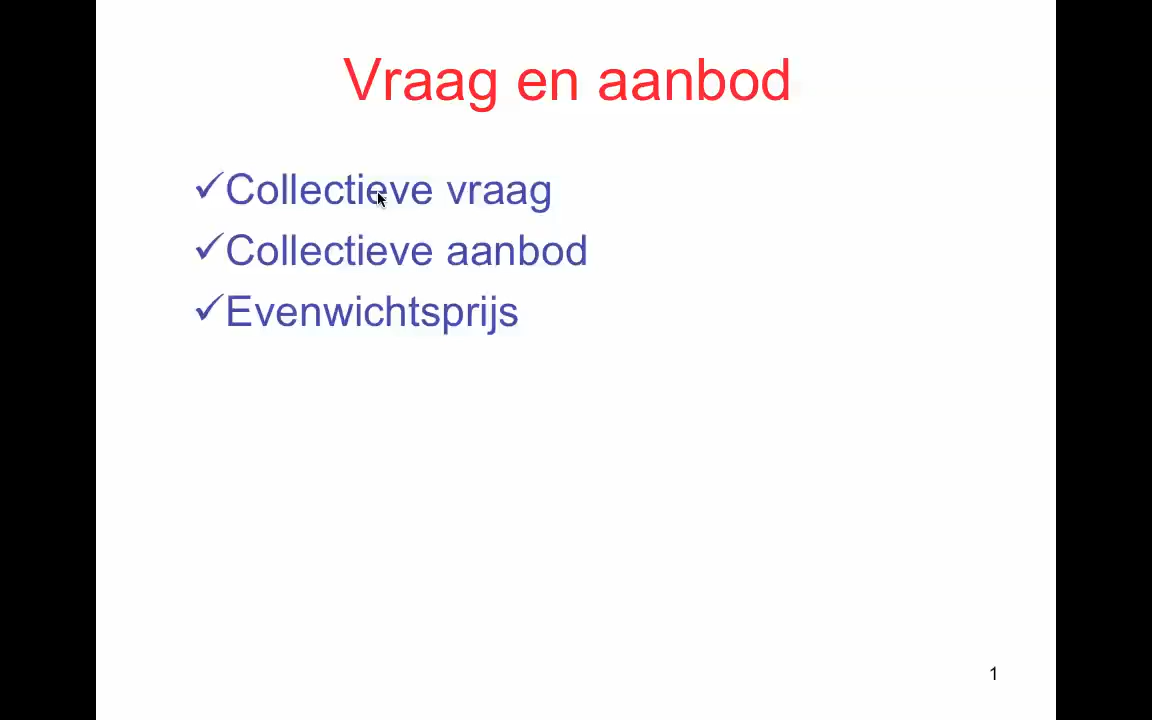 Vraag en aanbod
✓Collectieve vraag
✓Collectieve aanbod
✓Evenwichtsprijs
1